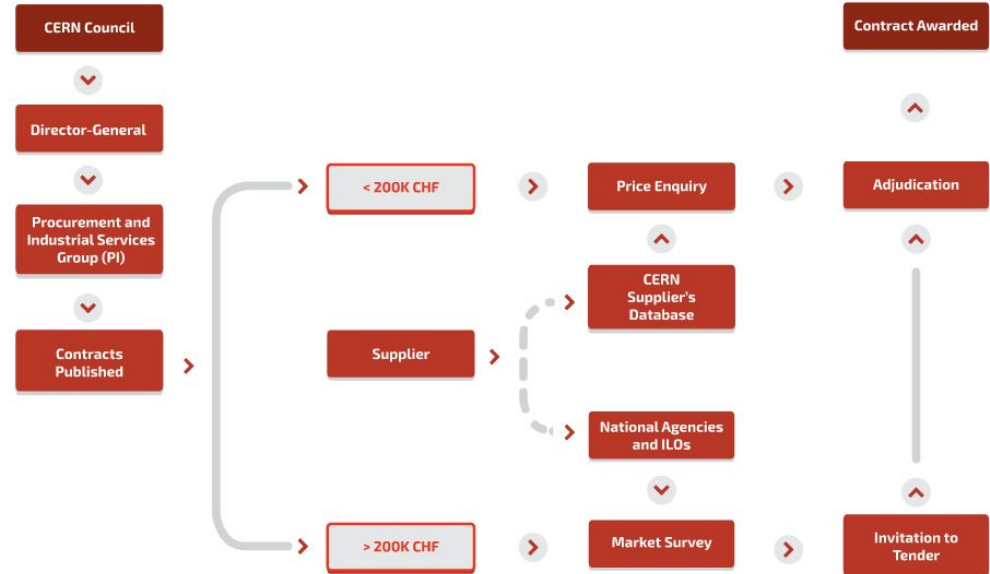 CERN Council
Director-General
Procurement and
Industrial Services
Group (PI)
Contracts
Published
< 200K CHF
Supplier
> 200K CHF
Price Enquiry
CERN
Supplier's
Database
National Agencies
and ILOs
Market Survey
Contract Awarded
Adjudication
Invitation to
Tender